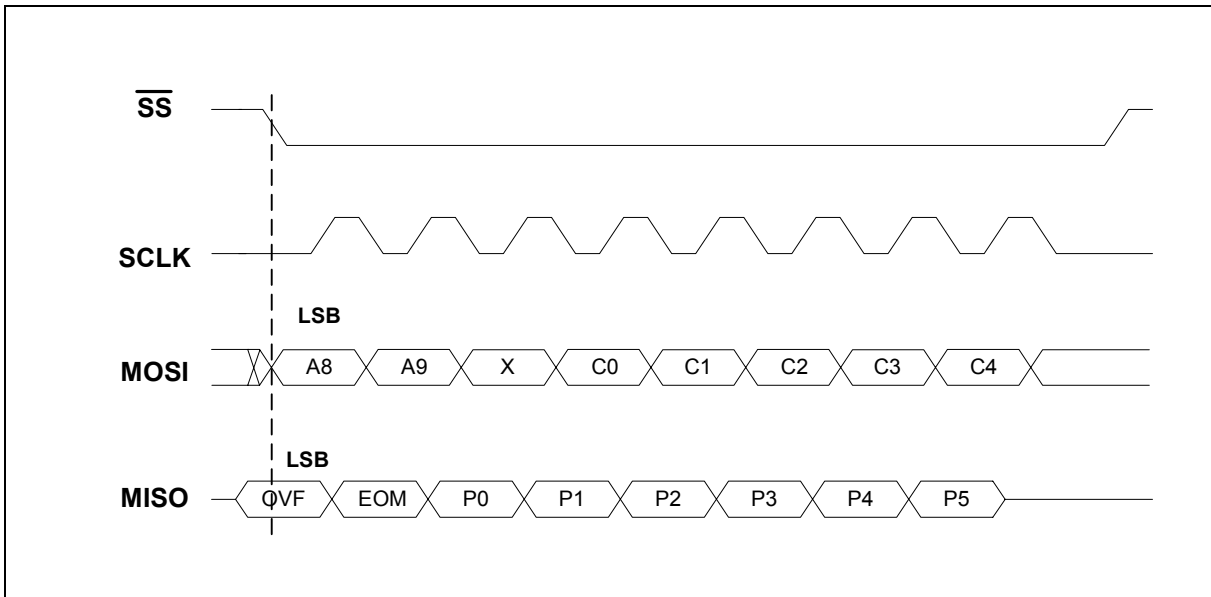 SS
SCLK
LSB
MOSI A8 A9 X C0 C1 C2 C3 C4
LSB
MISO OVF EOM P0 P1 P2 P3 P4 P5